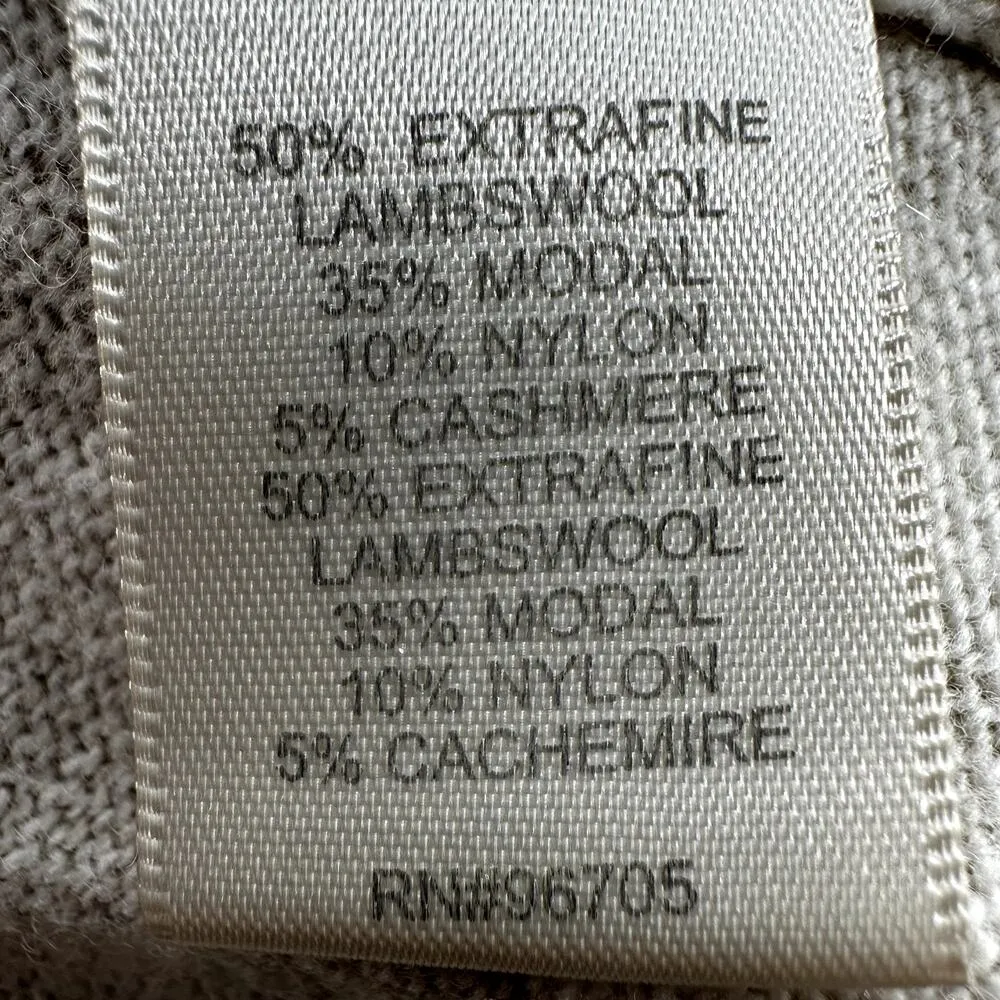 50% EXTRAFINE
LAMBSWOOL
35% MODAL
10% NYLON
5% CASHMERE
50% EXTRAFINE
LAMBSWOOL
35% MODAL
10% NYLON
5% CACHEMIRE
RN#96705